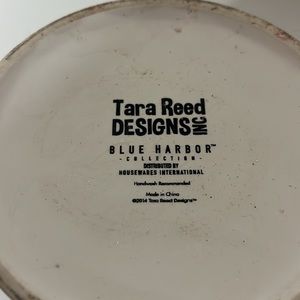 Tara Reed
DESIGNS INC
BLUE HARBOR™
- COLLECTION -
DISTRIBUTED BY
HOUSEWARES INTERNATIONAL
Handwash Recommended
Made in China
©2014 Tara Reed Designs™